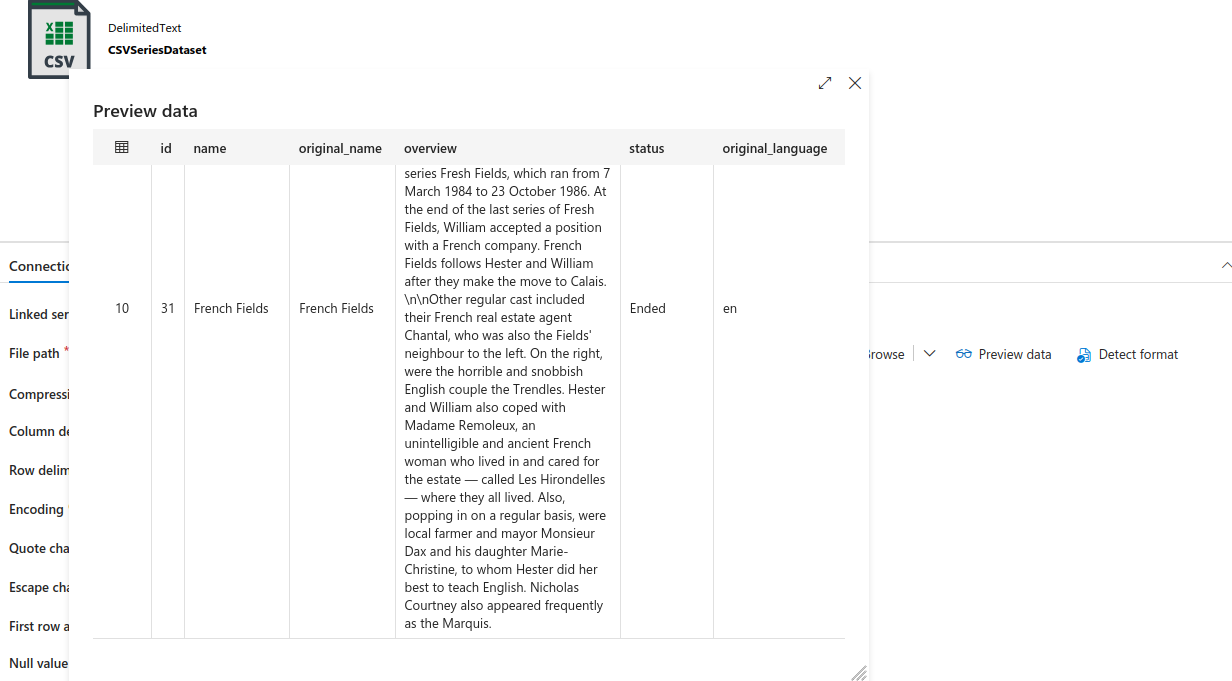 CSV
DelimitedText
CSVSeriesDataset
Preview data
id name original_name overview status original_language
series Fresh Fields, which ran from 7
March 1984 to 23 October 1986. At
the end of the last series of Fresh
Fields, William accepted a position
with a French company. French
Fields follows Hester and William
after they make the move to Calais.
\n\nOther regular cast included
their French real estate agent
Chantal, who was also the Fields'
neighbour to the left. On the right,
were the horrible and snobbish
English couple the Trendles. Hester
and William also coped with
Madame Remoleux, an
unintelligible and ancient French
woman who lived in and cared for
the estate — called Les Hirondelles
— where they all lived. Also,
popping in on a regular basis, were
local farmer and mayor Monsieur
Dax and his daughter Marie-
Christine, to whom Hester did her
best to teach English. Nicholas
Courtney also appeared frequently
as the Marquis.
10 31 French Fields French Fields Ended en
Connectio
Linked ser
File path *
Compressi
Column de
Row delim
Encoding
Quote cha
Escape cha
First row a
Null value
rowse
Preview data
Detect format